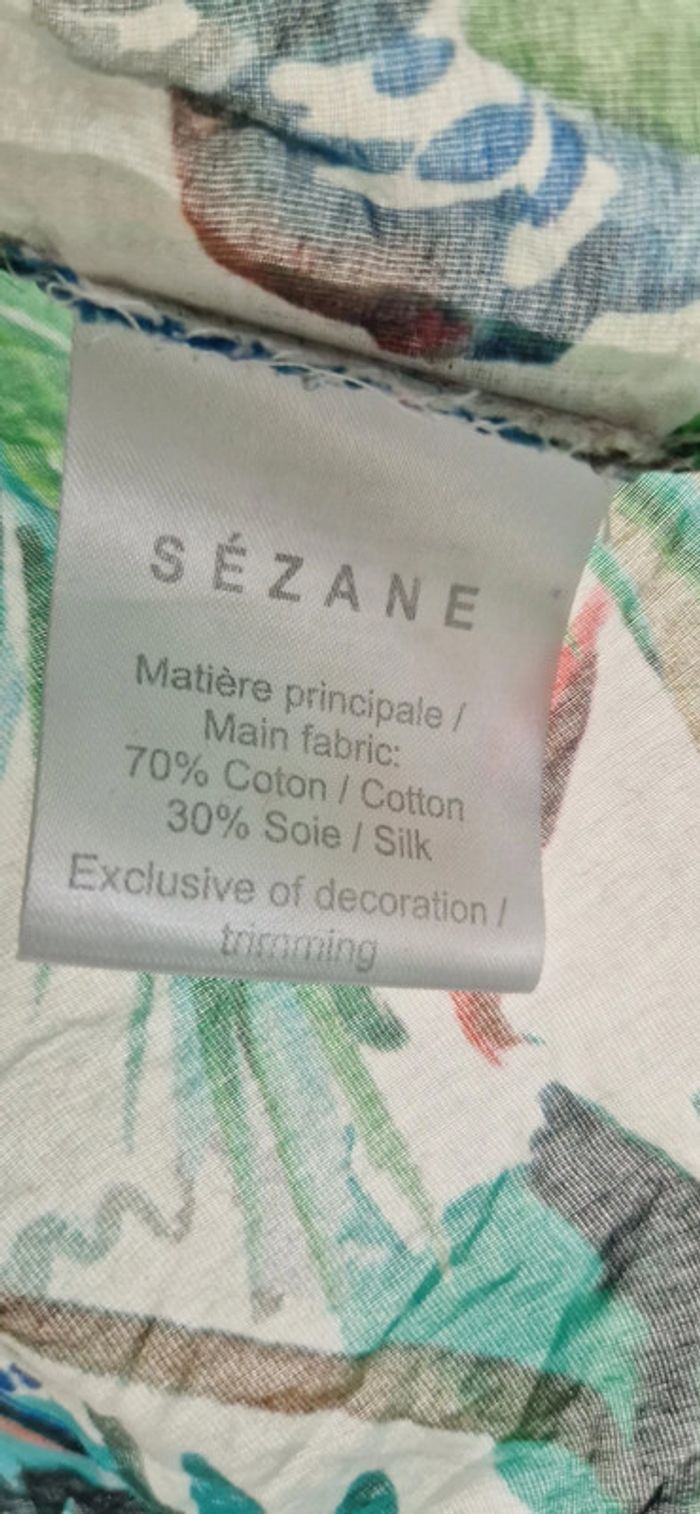 SÉZANE
Matière principale /
Main fabric:
70% Coton / Cotton
30% Soie / Silk
Exclusive of decoration /
trimming